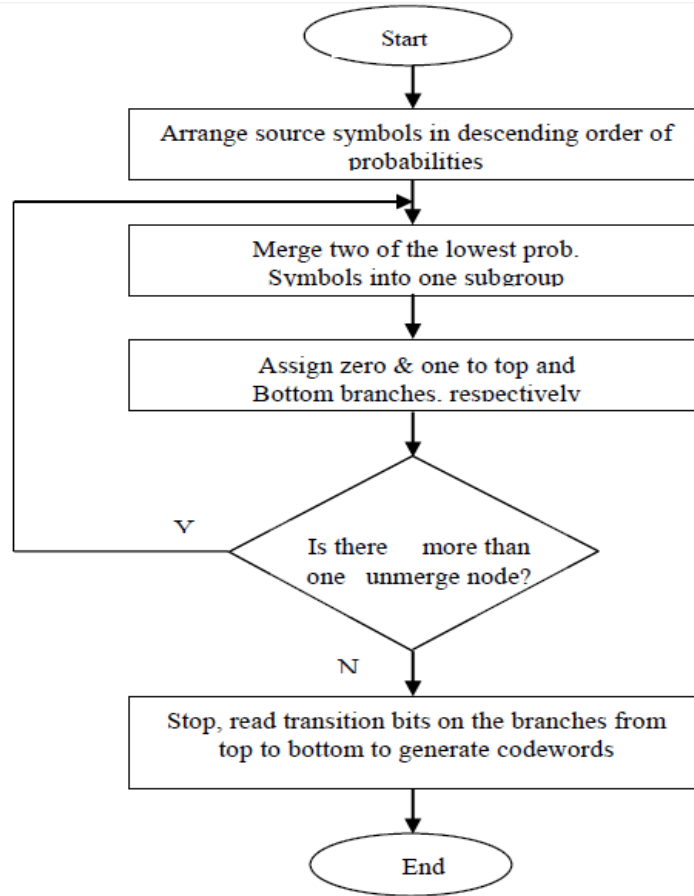 Start
Arrange source symbols in descending order of
probabilities
Merge two of the lowest prob.
Symbols into one subgroup
Assign zero & one to top and
Bottom branches, respectively
Y
Is there more than
one unmerge node?
N
Stop, read transition bits on the branches from
top to bottom to generate codewords
End